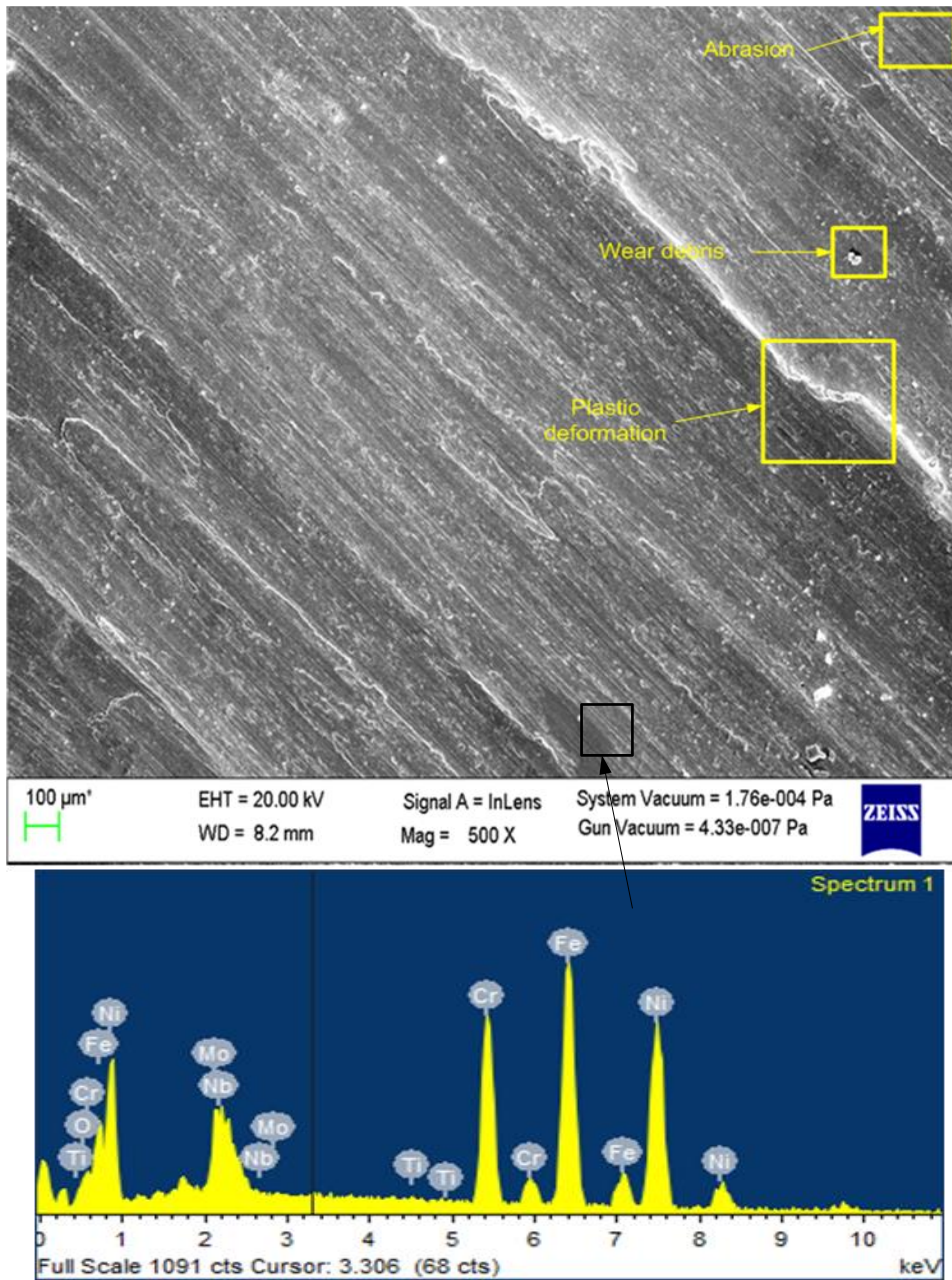 Abrasion
Wear debris
Plastic
deformation
100 µm*
EHT = 20.00 kV
Signal A = InLens
System Vacuum = 1.76e-004 Pa
WD = 8.2 mm
Mag = 500 X
Gun Vacuum = 4.33e-007 Pa
ZEISS
Spectrum 1
Fe
Cr
Ni
Ni
Fe
Mo
Cr
Nb
O
Mo
Ti
Nb
Ti
Ti
Cr
Fe
Ni
0 1 2 3 4 5 6 7 8 9 10
Full Scale 1091 cts Cursor: 3.306 (68 cts) keV